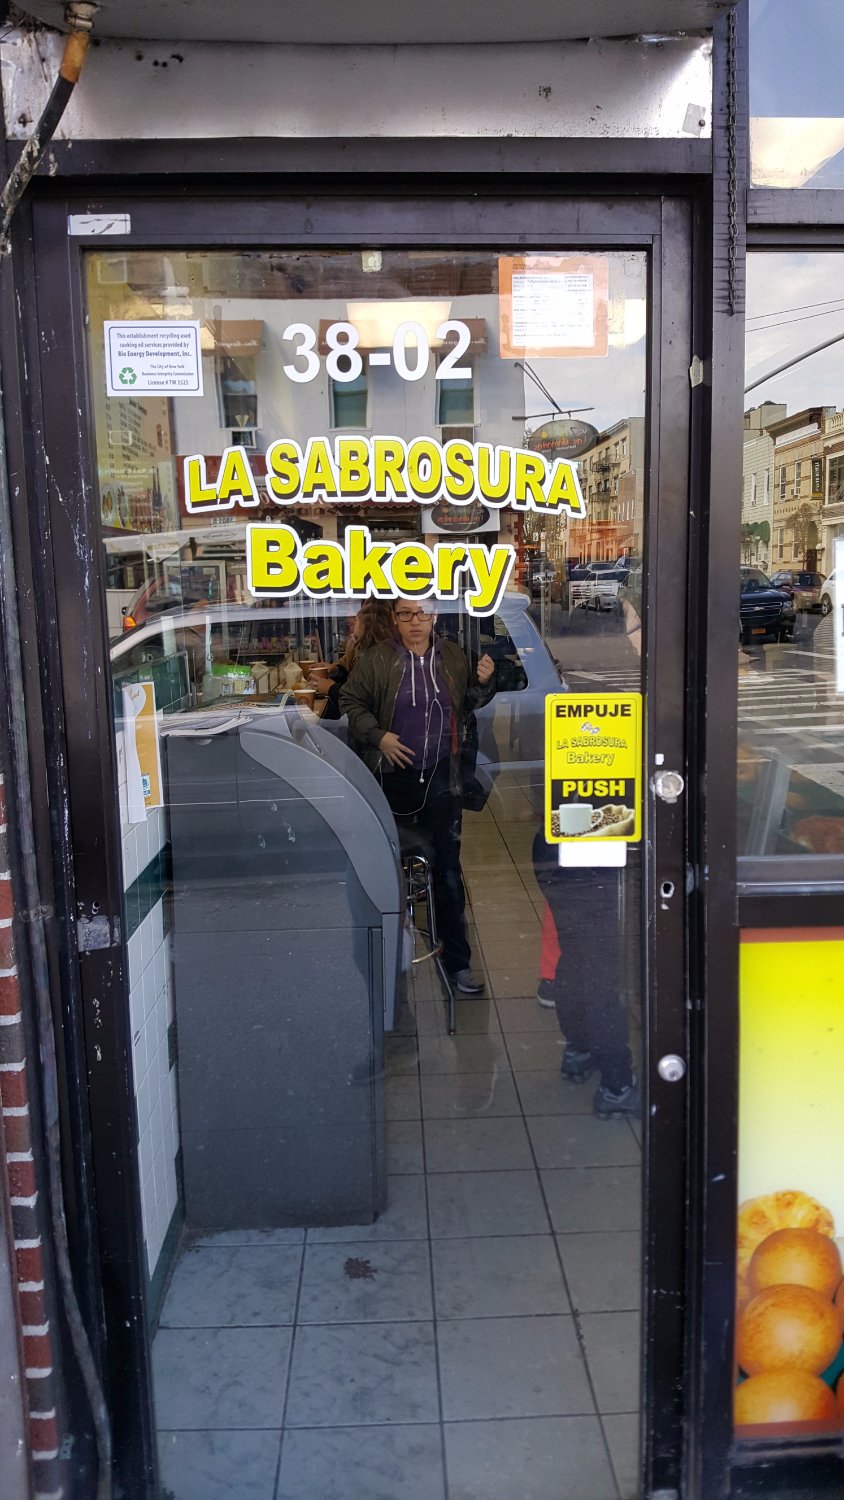 This establishment recycling used
cooking oil services provided by
Bio Energy Development, Inc.
The City of New York
Business Integrity Commission
License # TW 3525
38-02
LA SABROSURA
Bakery
EMPUJE
LA SABROSURA
Bakery
PUSH